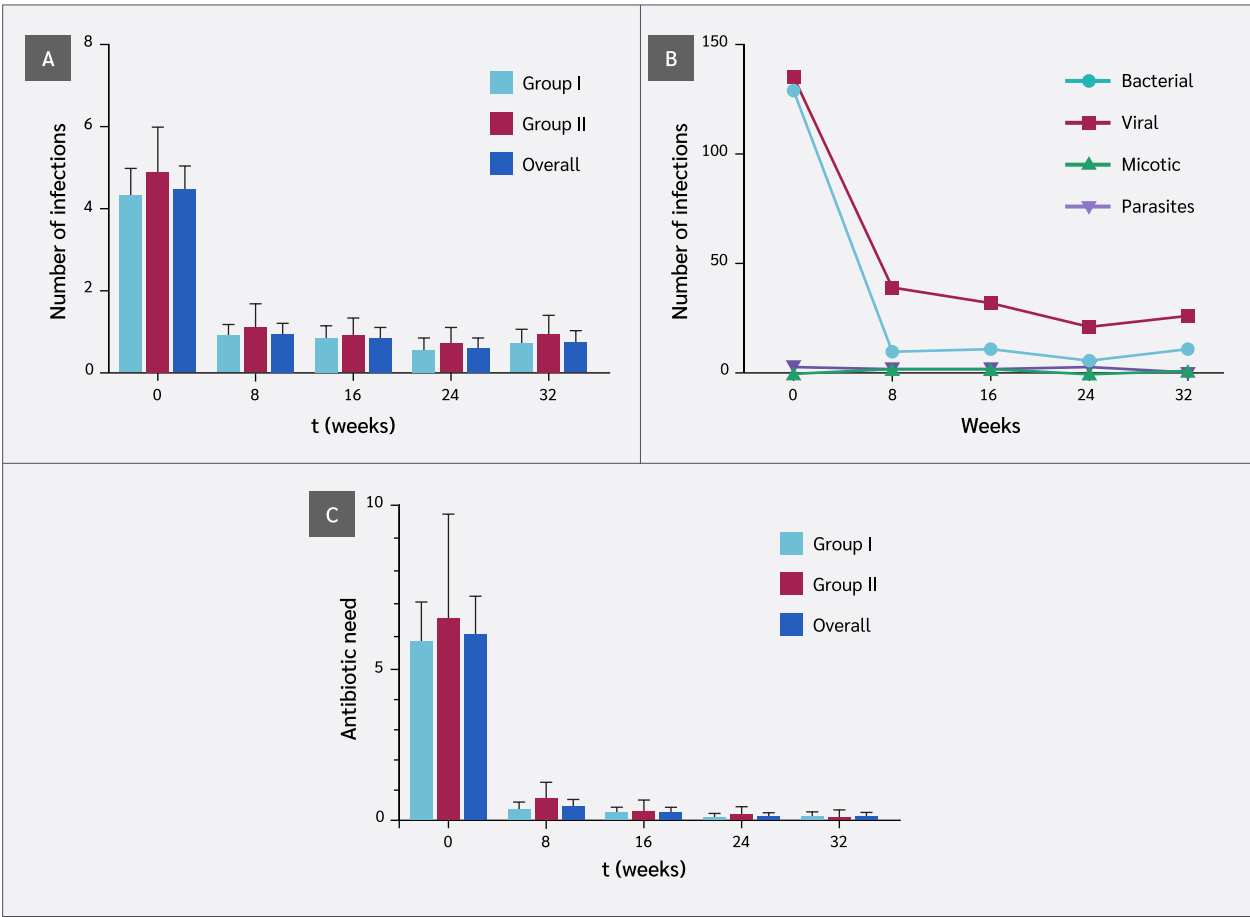 A
8
6
4
2
0
Number of infections
Group I
Group II
Overall
0 8 16 24 32
t (weeks)
B
150
100
50
0
Number of infections
Bacterial
Viral
Micotic
Parasites
0 8 16 24 32
Weeks
C
10
5
0
Antibiotic need
Group I
Group II
Overall
0 8 16 24 32
t (weeks)